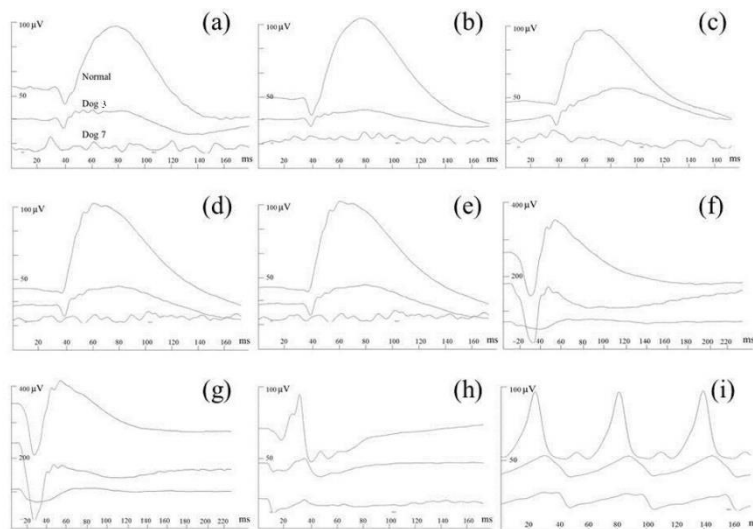 100 μV (a)
Normal
50
Dog 3
Dog 7
20 40 60 80 100 120 140 160 ms
100 μV (b)
50
20 40 60 80 100 120 140 160 ms
100 μV (c)
50
20 40 60 80 100 120 140 160 ms
100 μV (d)
50
20 40 60 80 100 120 140 160 ms
100 μV (e)
50
20 40 60 80 100 120 140 160 ms
400 μV (f)
200
20 40 60 80 100 120 140 160 180 200 220 ms
400 μV (g)
200
20 40 60 80 100 120 140 160 180 200 220 ms
100 μV (h)
50
20 40 60 80 100 120 140 160 ms
100 μV (i)
50
20 40 60 80 100 120 140 160 ms